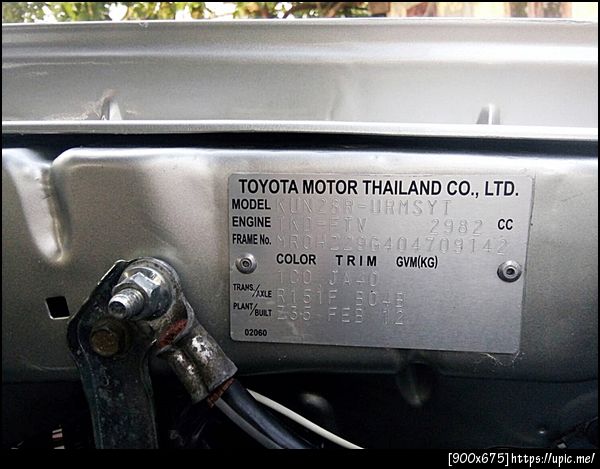 TOYOTA MOTOR THAILAND CO., LTD.
MODEL KUN26R-URMSYT
ENGINE 1KD-FTV 2982 CC
FRAME No. MR0HZ29G404709142
COLOR TRIM GVM(KG)
1C0 JA40
TRANS./AXLE R151F B04B
PLANT/BUILT ZS5 FEB 12
02060
[900x675]https://upic.me/